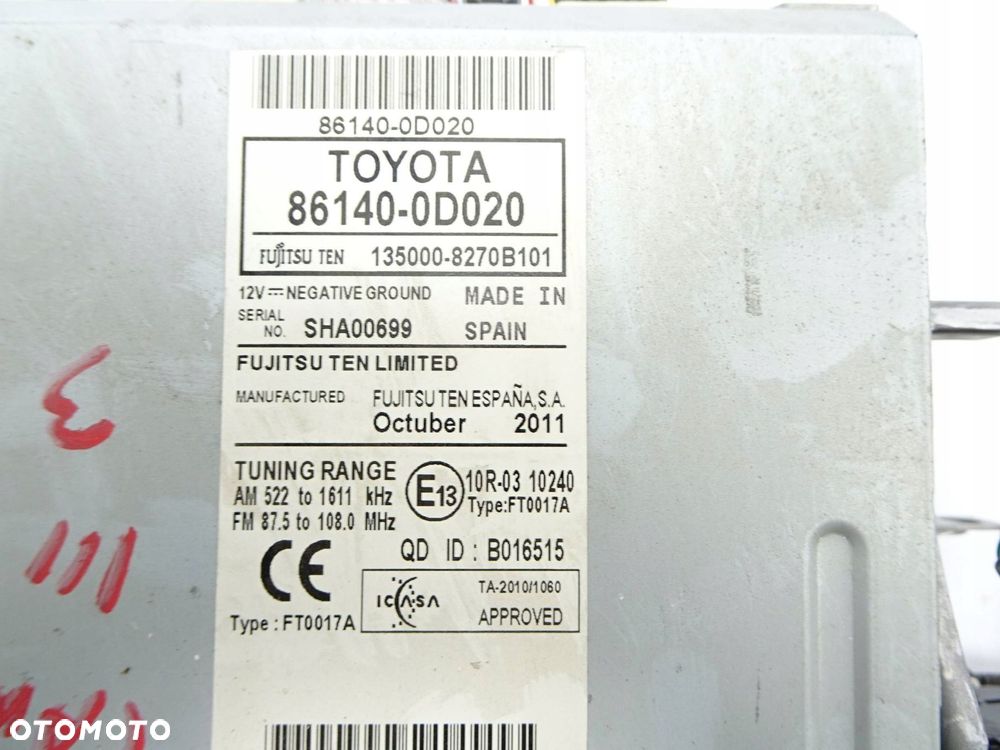 86140-0D020
TOYOTA
86140-0D020
FUJITSU TEN 135000-8270B101
12V NEGATIVE GROUND MADE IN
SERIAL NO. SHA00699 SPAIN
FUJITSU TEN LIMITED
MANUFACTURED FUJITSU TEN ESPAÑA,S.A.
Octuber 2011
TUNING RANGE
AM 522 to 1611 kHz
FM 87.5 to 108.0 MHz
E13
10R-03 10240
Type:FT0017A
CE
QD ID : B016515
Type : FT0017A
ICASA
TA-2010/1060
APPROVED
3
111
OTOMOTO